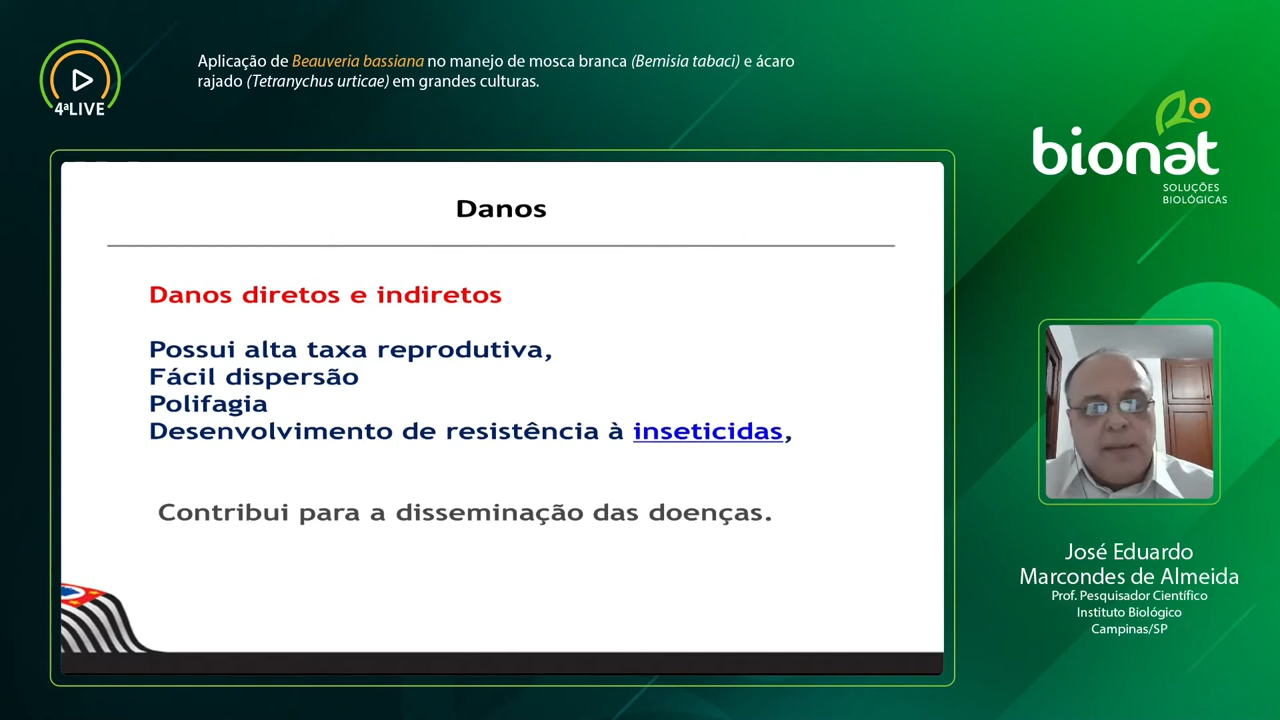 4ªLIVE
Aplicação de Beauveria bassiana no manejo de mosca branca (Bemisia tabaci) e ácaro
rajado (Tetranychus urticae) em grandes culturas.
bionat
SOLUÇÕES
BIOLÓGICAS
Danos
Danos diretos e indiretos
Possui alta taxa reprodutiva,
Fácil dispersão
Polifagia
Desenvolvimento de resistência à inseticidas,
Contribui para a disseminação das doenças.
José Eduardo
Marcondes de Almeida
Prof. Pesquisador Científico
Instituto Biológico
Campinas/SP